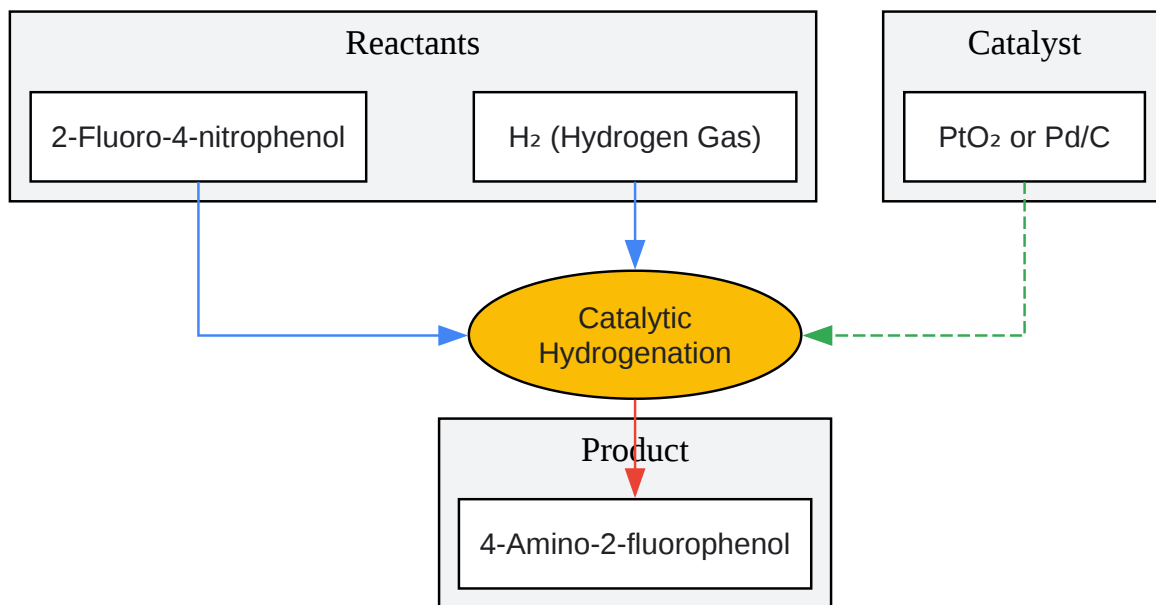 Reactants
Catalyst
2-Fluoro-4-nitrophenol
H₂ (Hydrogen Gas)
PtO₂ or Pd/C
Catalytic
Hydrogenation
Product
4-Amino-2-fluorophenol